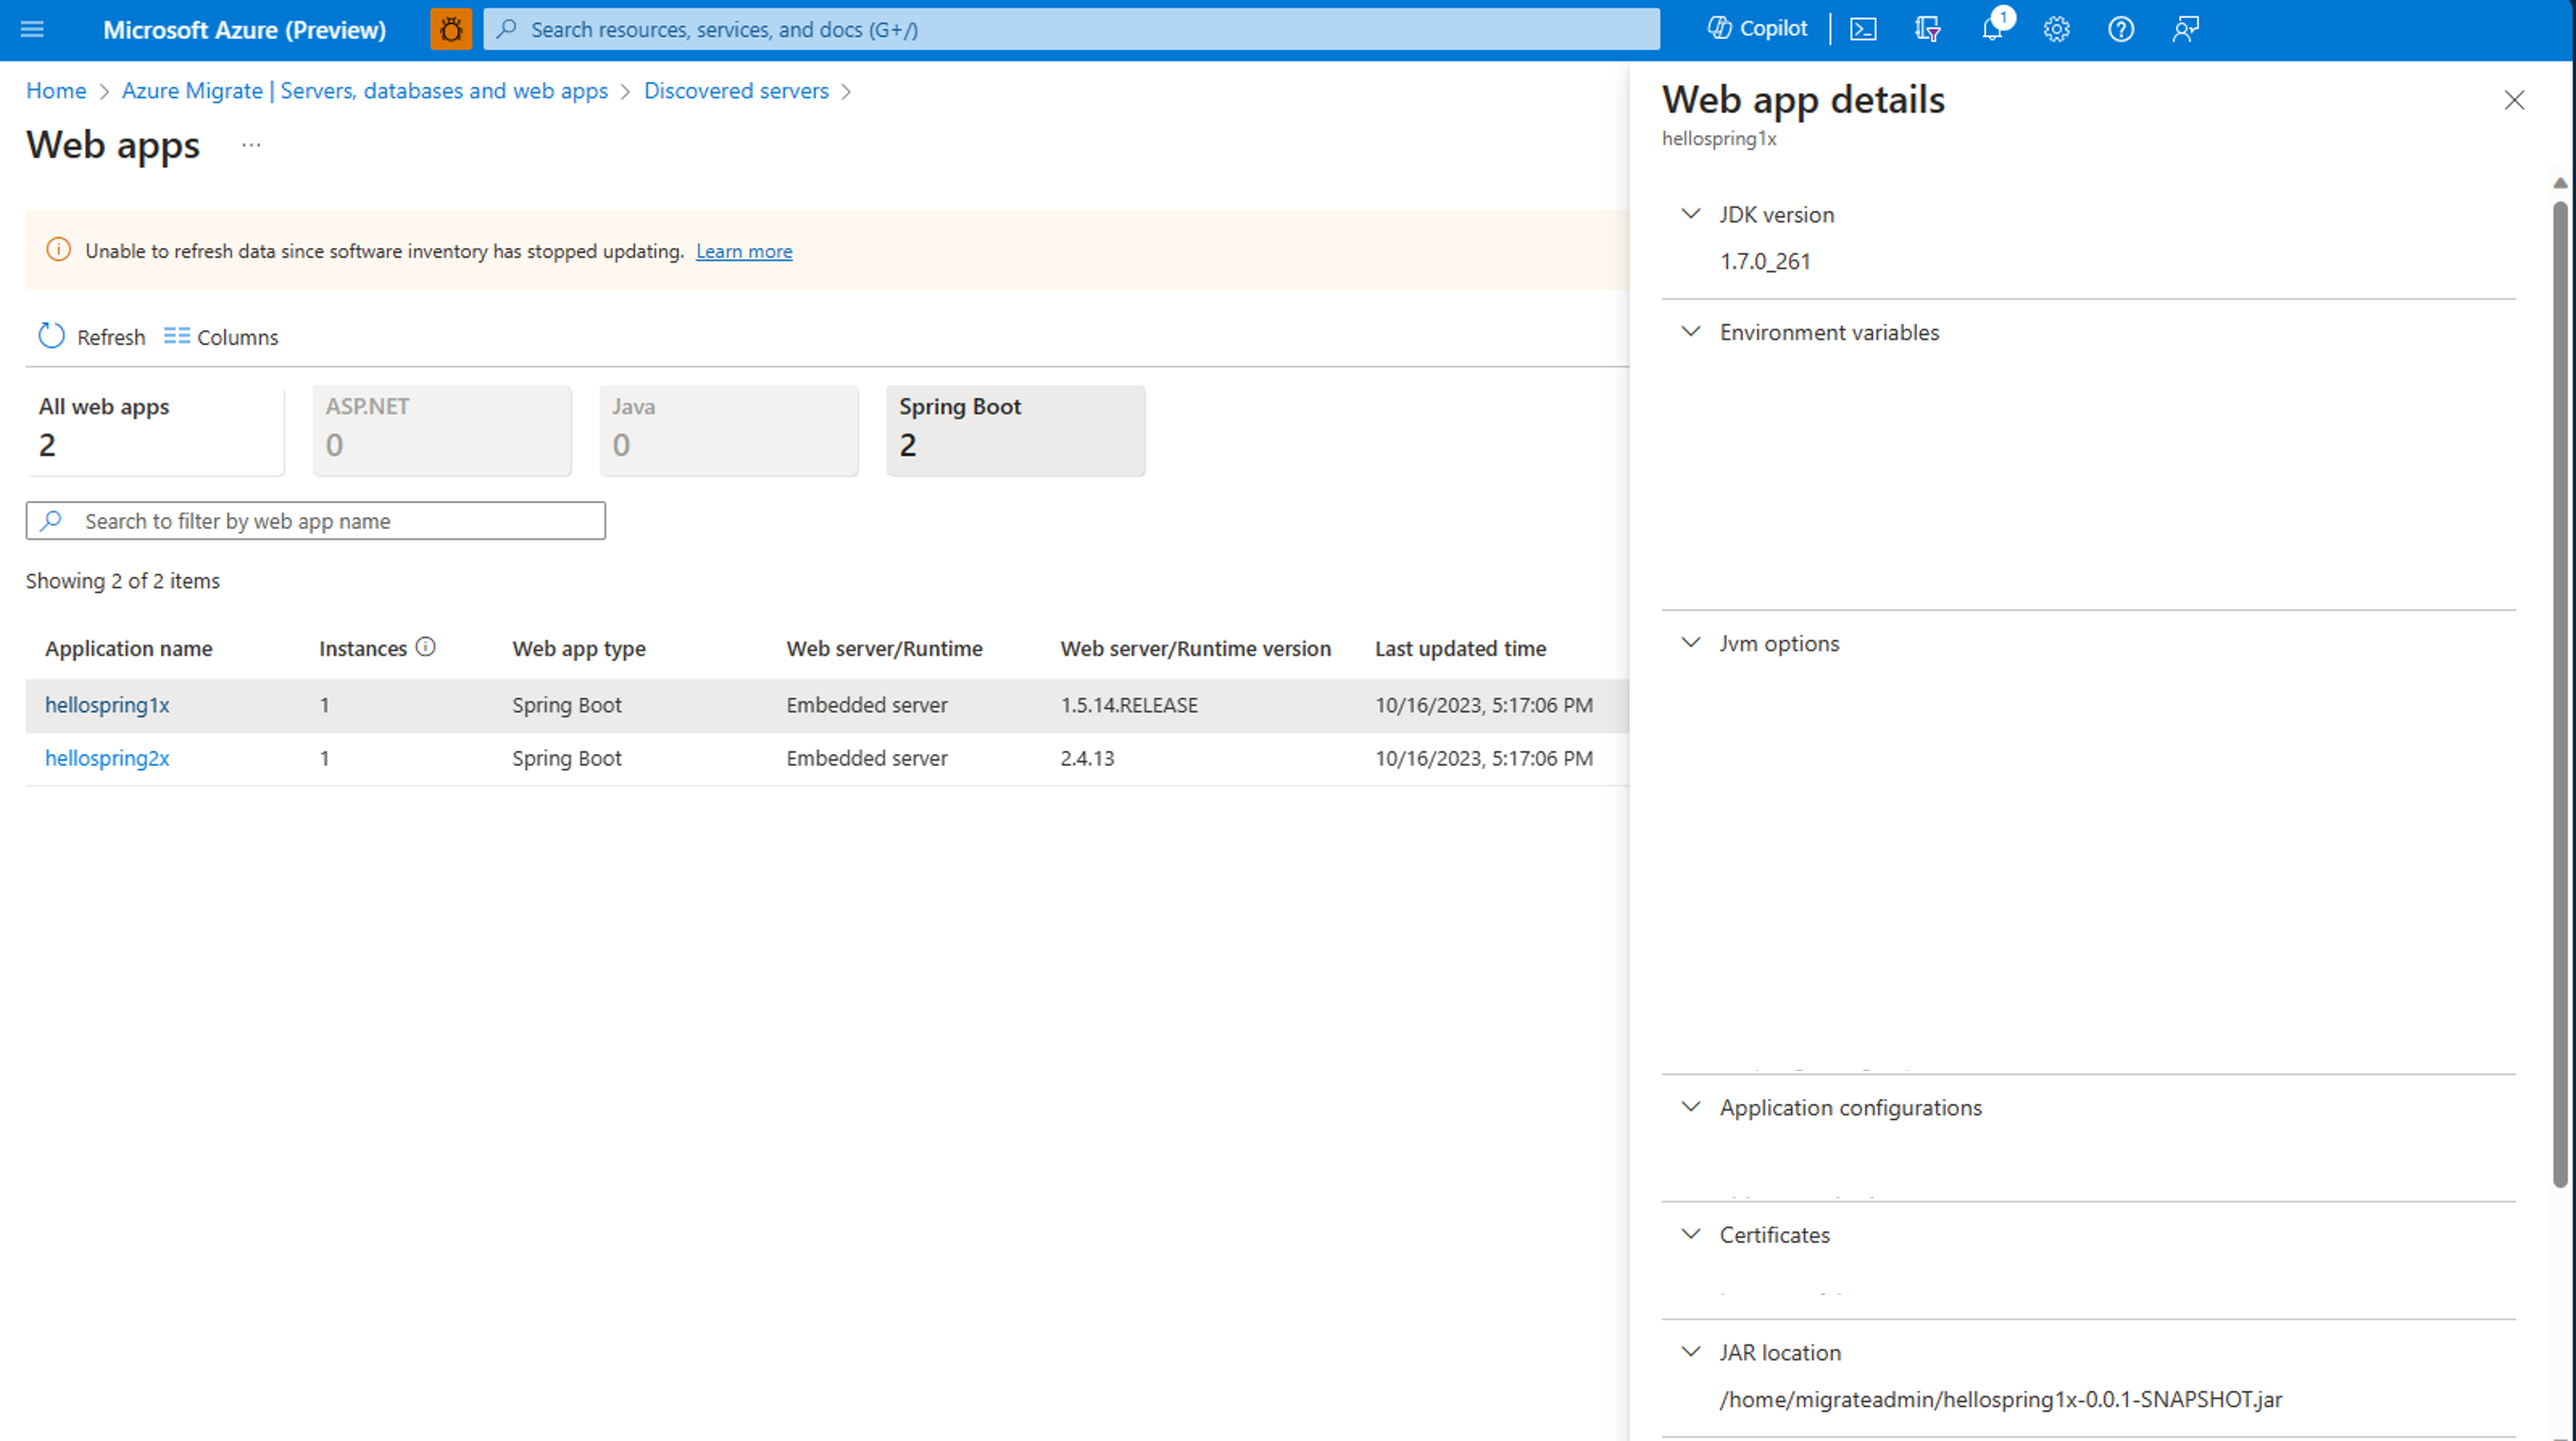 Microsoft Azure (Preview)
Search resources, services, and docs (G+/)
Copilot
1
Home > Azure Migrate | Servers, databases and web apps > Discovered servers >
Web apps ...
Unable to refresh data since software inventory has stopped updating. Learn more
Refresh Columns
All web apps
2
ASP.NET
0
Java
0
Spring Boot
2
Search to filter by web app name
Showing 2 of 2 items
Application name Instances Web app type Web server/Runtime Web server/Runtime version Last updated time
hellospring1x 1 Spring Boot Embedded server 1.5.14.RELEASE 10/16/2023, 5:17:06 PM
hellospring2x 1 Spring Boot Embedded server 2.4.13 10/16/2023, 5:17:06 PM
Web app details
hellospring1x
JDK version
1.7.0_261
Environment variables
Jvm options
Application configurations
Certificates
JAR location
/home/migrateadmin/hellospring1x-0.0.1-SNAPSHOT.jar